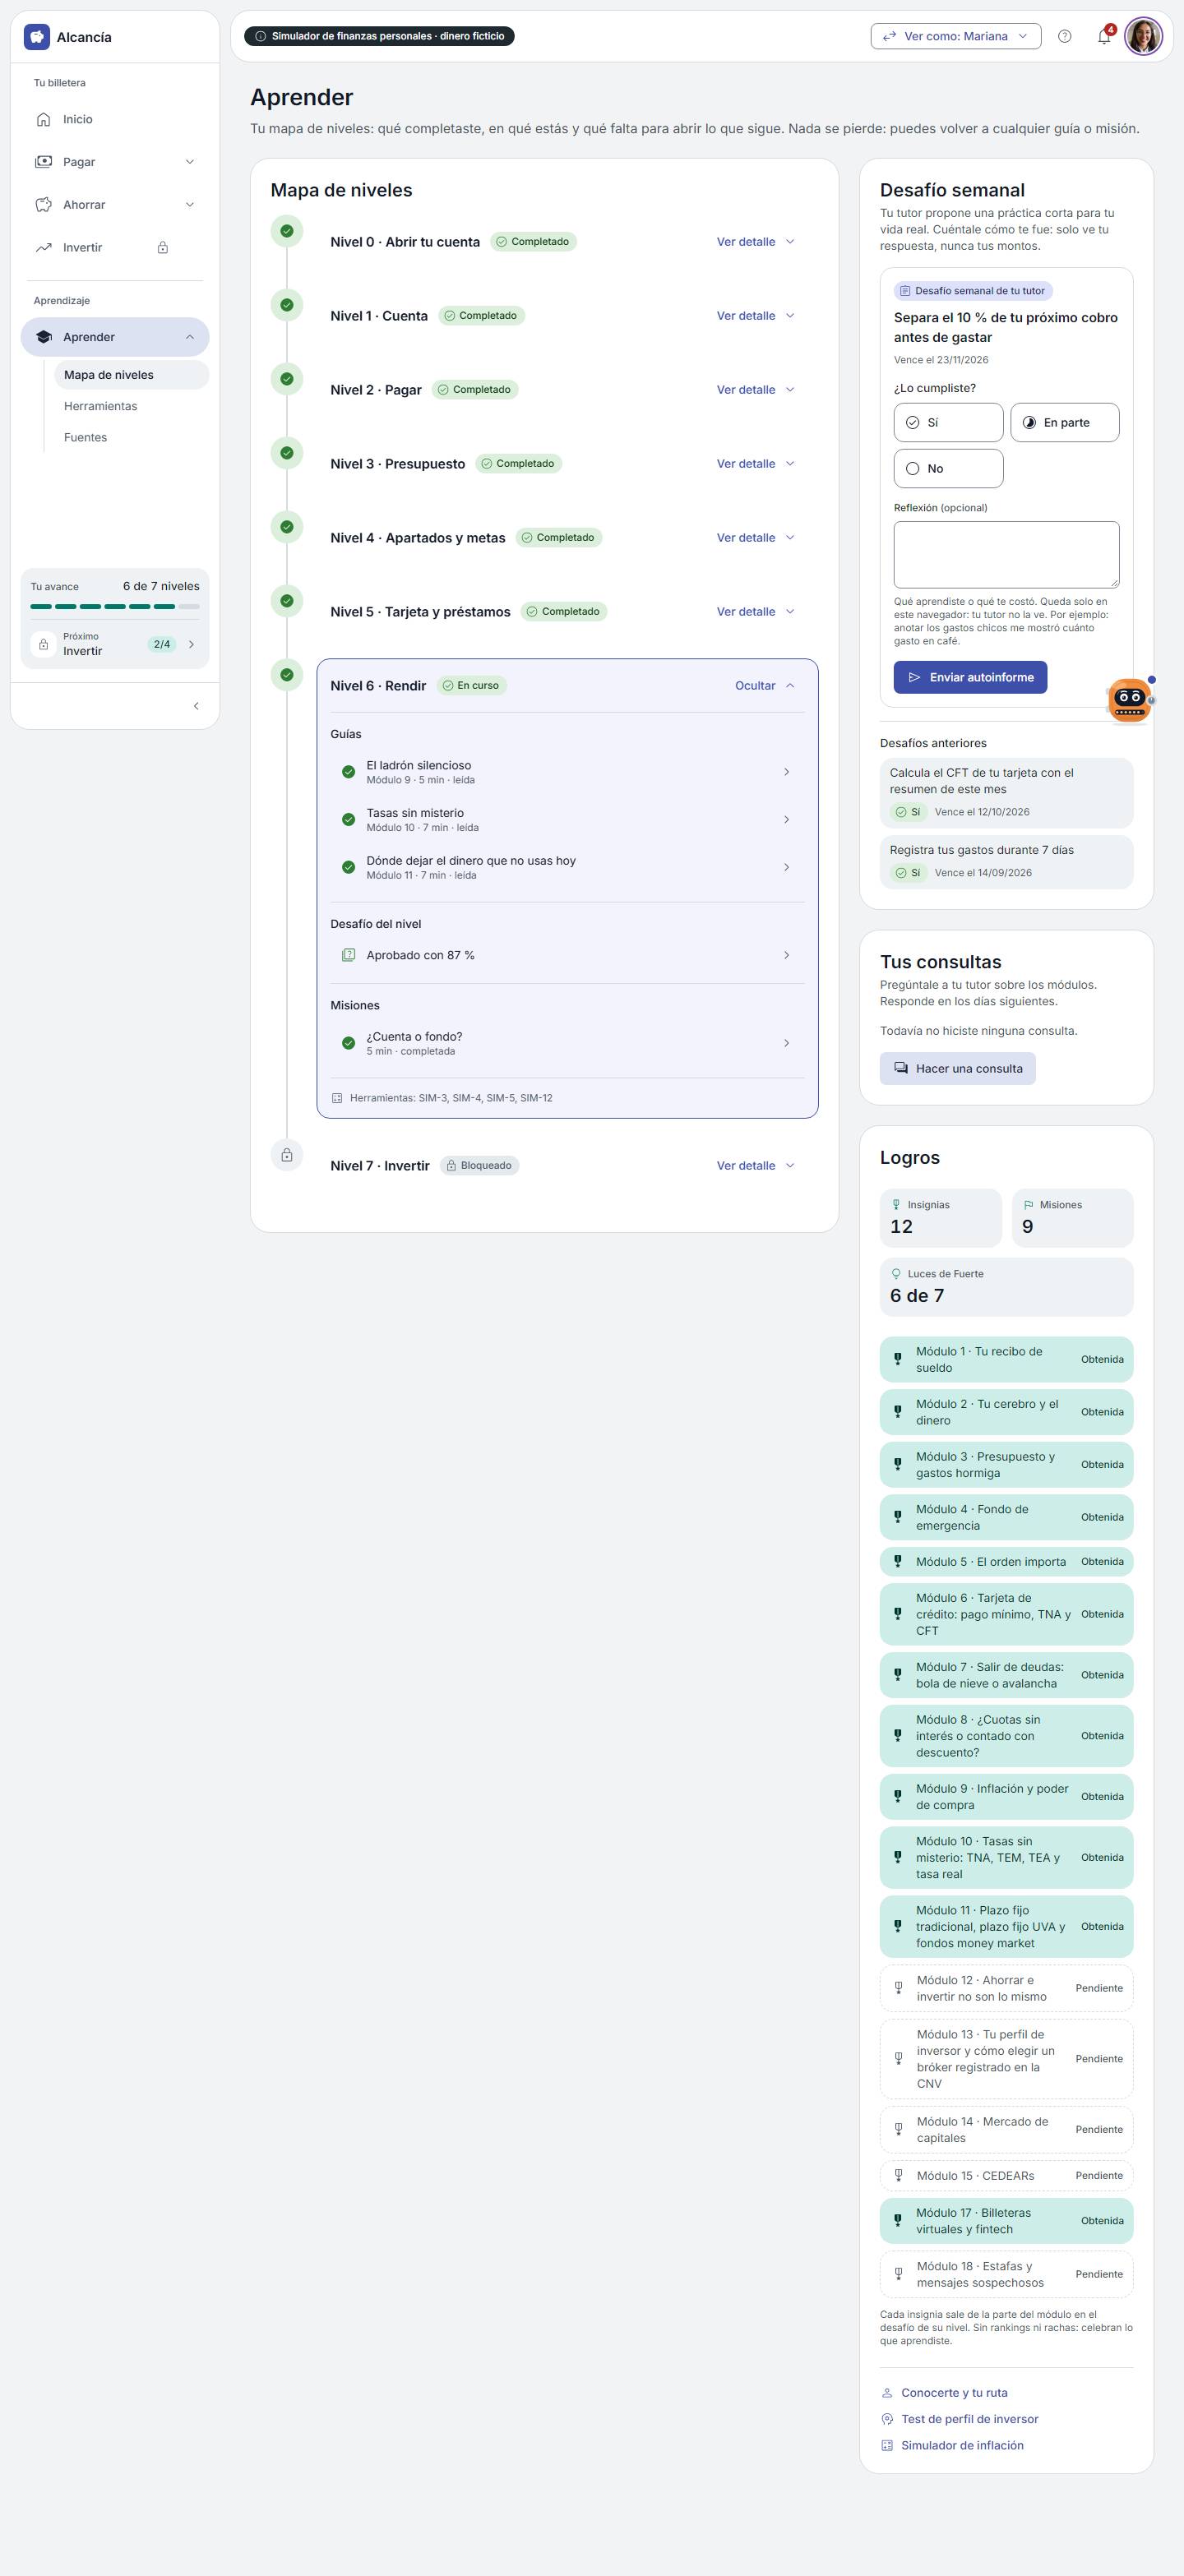 Alcancía
Tu billetera
Inicio
Pagar
Ahorrar
Invertir
Aprendizaje
Aprender
Mapa de niveles
Herramientas
Fuentes
Tu avance
6 de 7 niveles
Próximo
Invertir
2/4
Simulador de finanzas personales · dinero ficticio
Ver como: Mariana
4
Aprender
Tu mapa de niveles: qué completaste, en qué estás y qué falta para abrir lo que sigue. Nada se pierde: puedes volver a cualquier guía o misión.
Mapa de niveles
Nivel 0 · Abrir tu cuenta
Completado
Ver detalle
Nivel 1 · Cuenta
Completado
Ver detalle
Nivel 2 · Pagar
Completado
Ver detalle
Nivel 3 · Presupuesto
Completado
Ver detalle
Nivel 4 · Apartados y metas
Completado
Ver detalle
Nivel 5 · Tarjeta y préstamos
Completado
Ver detalle
Nivel 6 · Rendir
En curso
Ocultar
Guías
El ladrón silencioso
Módulo 9 · 5 min · leída
Tasas sin misterio
Módulo 10 · 7 min · leída
Dónde dejar el dinero que no usas hoy
Módulo 11 · 7 min · leída
Desafío del nivel
Aprobado con 87 %
Misiones
¿Cuenta o fondo?
5 min · completada
Herramientas: SIM-3, SIM-4, SIM-5, SIM-12
Nivel 7 · Invertir
Bloqueado
Ver detalle
Desafío semanal
Tu tutor propone una práctica corta para tu
vida real. Cuéntale cómo te fue: solo ve tu
respuesta, nunca tus montos.
Desafío semanal de tu tutor
Separa el 10 % de tu próximo cobro
antes de gastar
Vence el 23/11/2026
¿Lo cumpliste?
Sí
En parte
No
Reflexión (opcional)
Qué aprendiste o qué te costó. Queda solo en
este navegador: tu tutor no la ve. Por ejemplo:
anotar los gastos chicos me mostró cuánto
gasto en café.
Enviar autoinforme
Desafíos anteriores
Calcula el CFT de tu tarjeta con el
resumen de este mes
Sí
Vence el 12/10/2026
Registra tus gastos durante 7 días
Sí
Vence el 14/09/2026
Tus consultas
Pregúntale a tu tutor sobre los módulos.
Responde en los días siguientes.
Todavía no hiciste ninguna consulta.
Hacer una consulta
Logros
Insignias
12
Misiones
9
Luces de Fuerte
6 de 7
Módulo 1 · Tu recibo de
sueldo
Obtenida
Módulo 2 · Tu cerebro y el
dinero
Obtenida
Módulo 3 · Presupuesto y
gastos hormiga
Obtenida
Módulo 4 · Fondo de
emergencia
Obtenida
Módulo 5 · El orden importa
Obtenida
Módulo 6 · Tarjeta de
crédito: pago mínimo, TNA y
CFT
Obtenida
Módulo 7 · Salir de deudas:
bola de nieve o avalancha
Obtenida
Módulo 8 · ¿Cuotas sin
interés o contado con
descuento?
Obtenida
Módulo 9 · Inflación y poder
de compra
Obtenida
Módulo 10 · Tasas sin
misterio: TNA, TEM, TEA y
tasa real
Obtenida
Módulo 11 · Plazo fijo
tradicional, plazo fijo UVA y
fondos money market
Obtenida
Módulo 12 · Ahorrar e
invertir no son lo mismo
Pendiente
Módulo 13 · Tu perfil de
inversor y cómo elegir un
bróker registrado en la
CNV
Pendiente
Módulo 14 · Mercado de
capitales
Pendiente
Módulo 15 · CEDEARs
Pendiente
Módulo 17 · Billeteras
virtuales y fintech
Obtenida
Módulo 18 · Estafas y
mensajes sospechosos
Pendiente
Cada insignia sale de la parte del módulo en el
desafío de su nivel. Sin rankings ni rachas: celebran lo
que aprendiste.
Conocerte y tu ruta
Test de perfil de inversor
Simulador de inflación